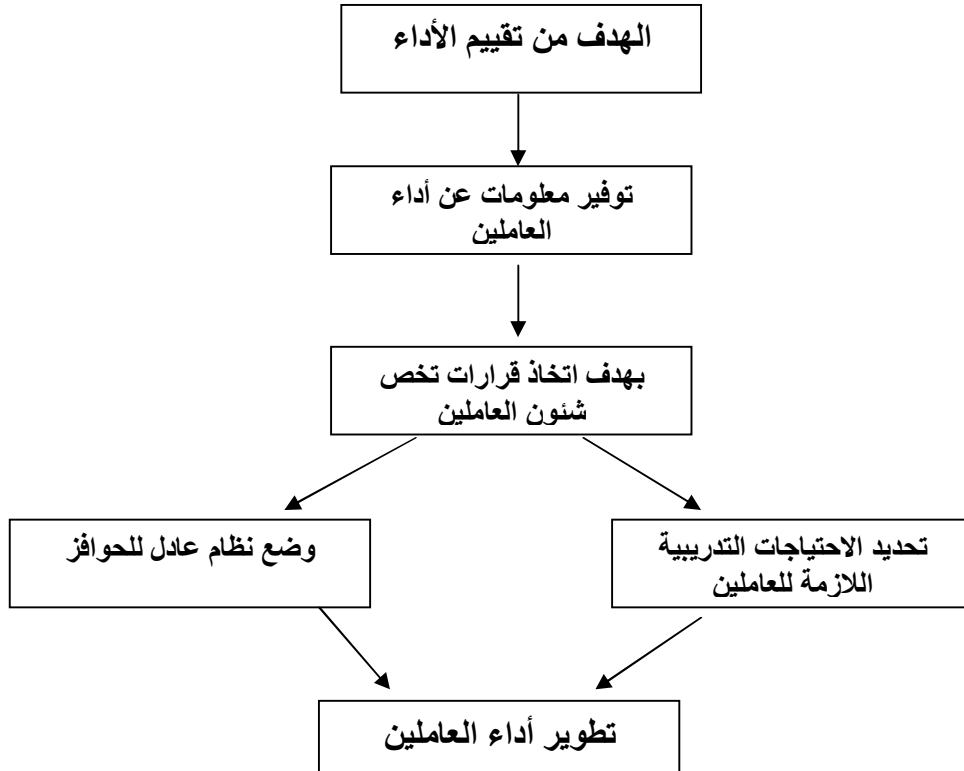 الهدف من تقييم الأداء
توفير معلومات عن أداء
العاملين
بهدف اتخاذ قرارات تخص
شئون العاملين
تحديد الاحتياجات التدريبية
اللازمة للعاملين
وضع نظام عادل للحوافز
تطوير أداء العاملين